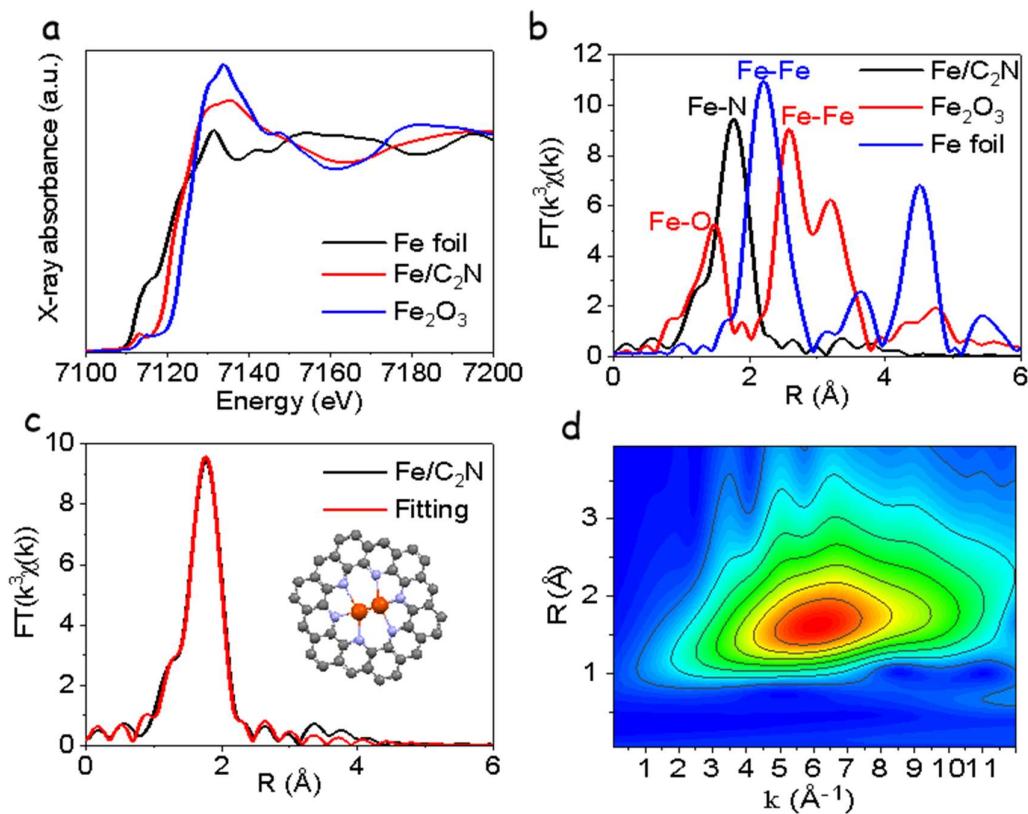 a
X-ray absorbance (a.u.)
Fe foil
Fe/C₂N
Fe₂O₃
7100 7120 7140 7160 7180 7200
Energy (eV)
b
FT(k³χ(k))
12
10
8
6
4
2
0
Fe-Fe
Fe-N
Fe-Fe
Fe-O
Fe/C₂N
Fe₂O₃
Fe foil
0 2 4 6
R (Å)
c
FT(k³χ(k))
10
8
6
4
2
0
Fe/C₂N
Fitting
0 2 4 6
R (Å)
d
R (Å)
3
2
1
1 2 3 4 5 6 7 8 9 10 11
k (Å⁻¹)